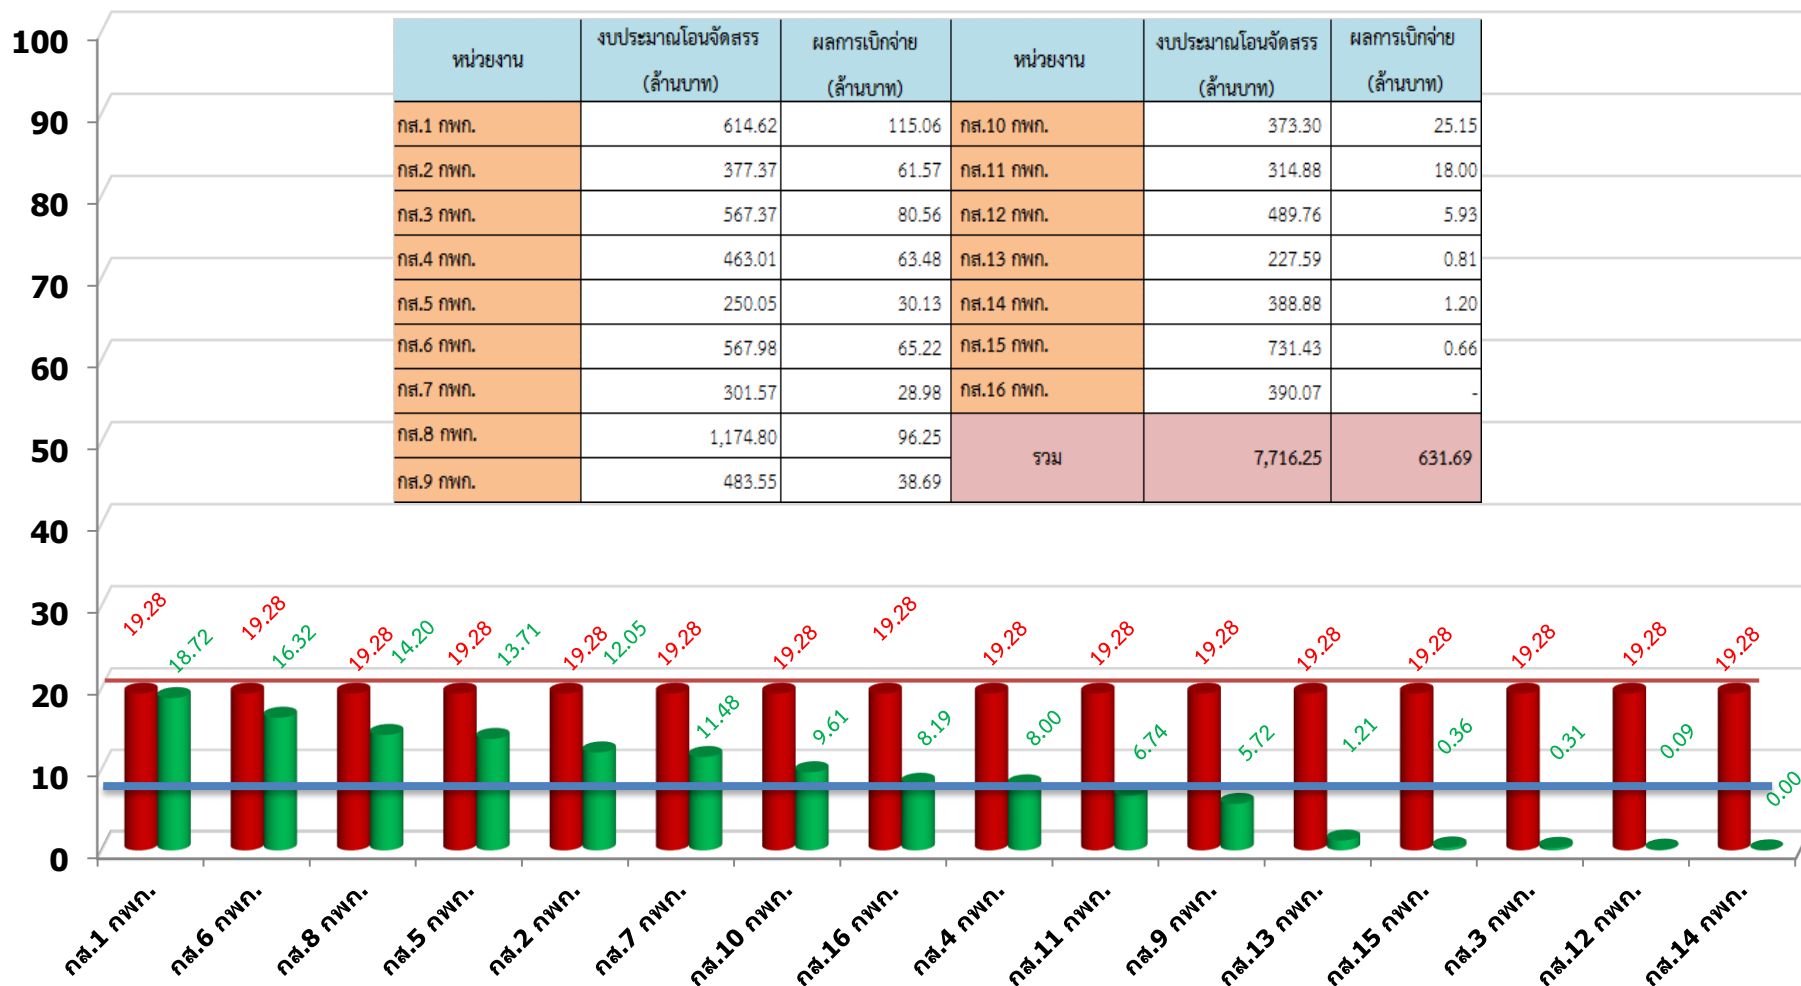 หน่วยงาน งบประมาณโอนจัดสรร (ล้านบาท) ผลการเบิกจ่าย (ล้านบาท) หน่วยงาน งบประมาณโอนจัดสรร (ล้านบาท) ผลการเบิกจ่าย (ล้านบาท)
กส.1 กพก. 614.62 115.06 กส.10 กพก. 373.30 25.15
กส.2 กพก. 377.37 61.57 กส.11 กพก. 314.88 18.00
กส.3 กพก. 567.37 80.56 กส.12 กพก. 489.76 5.93
กส.4 กพก. 463.01 63.48 กส.13 กพก. 227.59 0.81
กส.5 กพก. 250.05 30.13 กส.14 กพก. 388.88 1.20
กส.6 กพก. 567.98 65.22 กส.15 กพก. 731.43 0.66
กส.7 กพก. 301.57 28.98 กส.16 กพก. 390.07 -
กส.8 กพก. 1,174.80 96.25
รวม 7,716.25 631.69
กส.9 กพก. 483.55 38.69
100
90
80
70
60
50
40
30
20
10
0
19.28 18.72 19.28 16.32 19.28 14.20 19.28 13.71 19.28 12.05 19.28 11.48 19.28 9.61 19.28 8.19 19.28 8.00 19.28 6.74 19.28 5.72 19.28 1.21 19.28 0.36 19.28 0.31 19.28 0.09 19.28 0.00
กส.1 กพก.
กส.6 กพก.
กส.8 กพก.
กส.5 กพก.
กส.2 กพก.
กส.7 กพก.
กส.10 กพก.
กส.16 กพก.
กส.4 กพก.
กส.11 กพก.
กส.9 กพก.
กส.13 กพก.
กส.15 กพก.
กส.3 กพก.
กส.12 กพก.
กส.14 กพก.